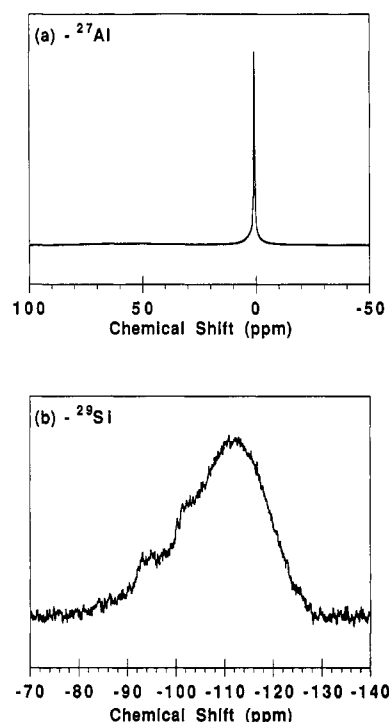 (a) - ²⁷Al
100 50 0 -50
Chemical Shift (ppm)
(b) - ²⁹Si
-70 -80 -90 -100 -110 -120 -130 -140
Chemical Shift (ppm)